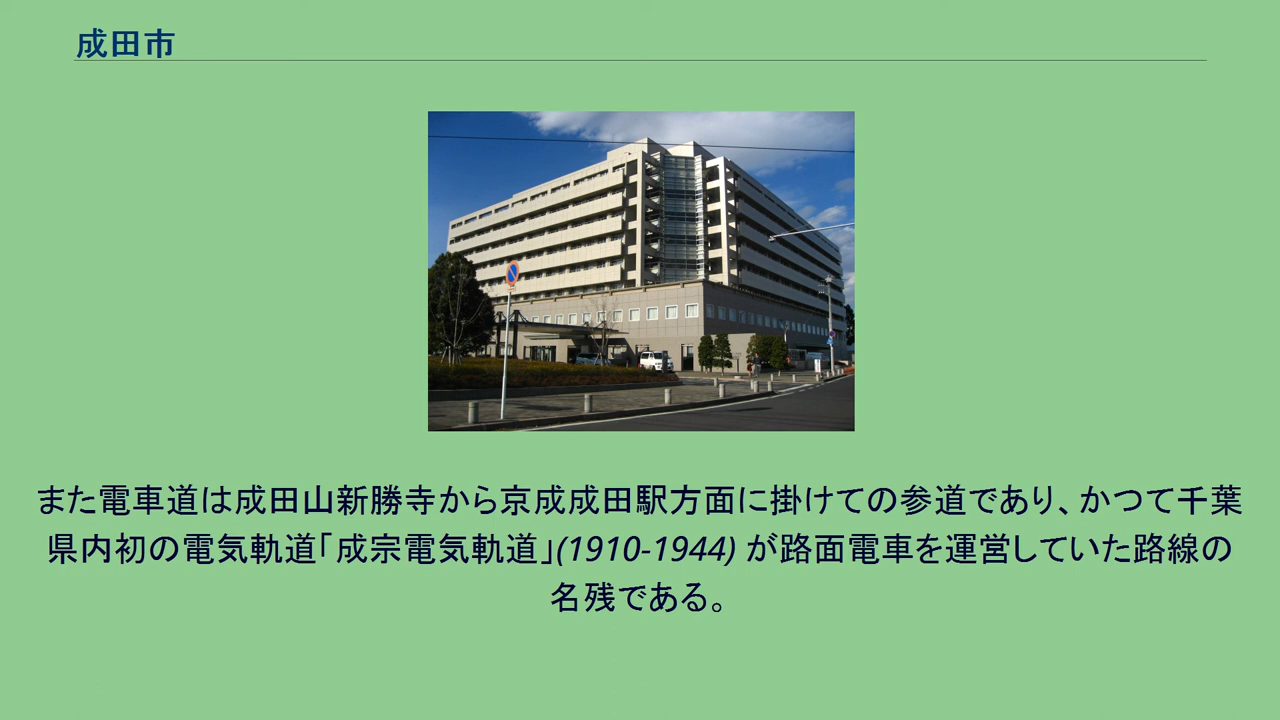 成田市
また電車道は成田山新勝寺から京成成田駅方面に掛けての参道であり、かつて千葉
県内初の電気軌道「成宗電気軌道」(1910-1944) が路面電車を運営していた路線の
名残である。